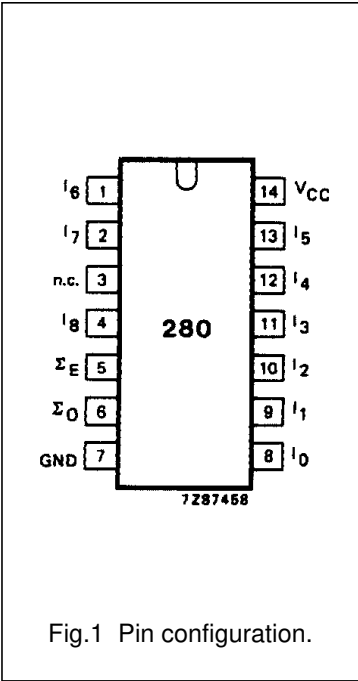 I6 1 14 VCC
I7 2 13 I5
n.c. 3 12 I4
I8 4 11 I3
280
ΣE 5 10 I2
ΣO 6 9 I1
GND 7 8 I0
7Z87458
Fig.1 Pin configuration.